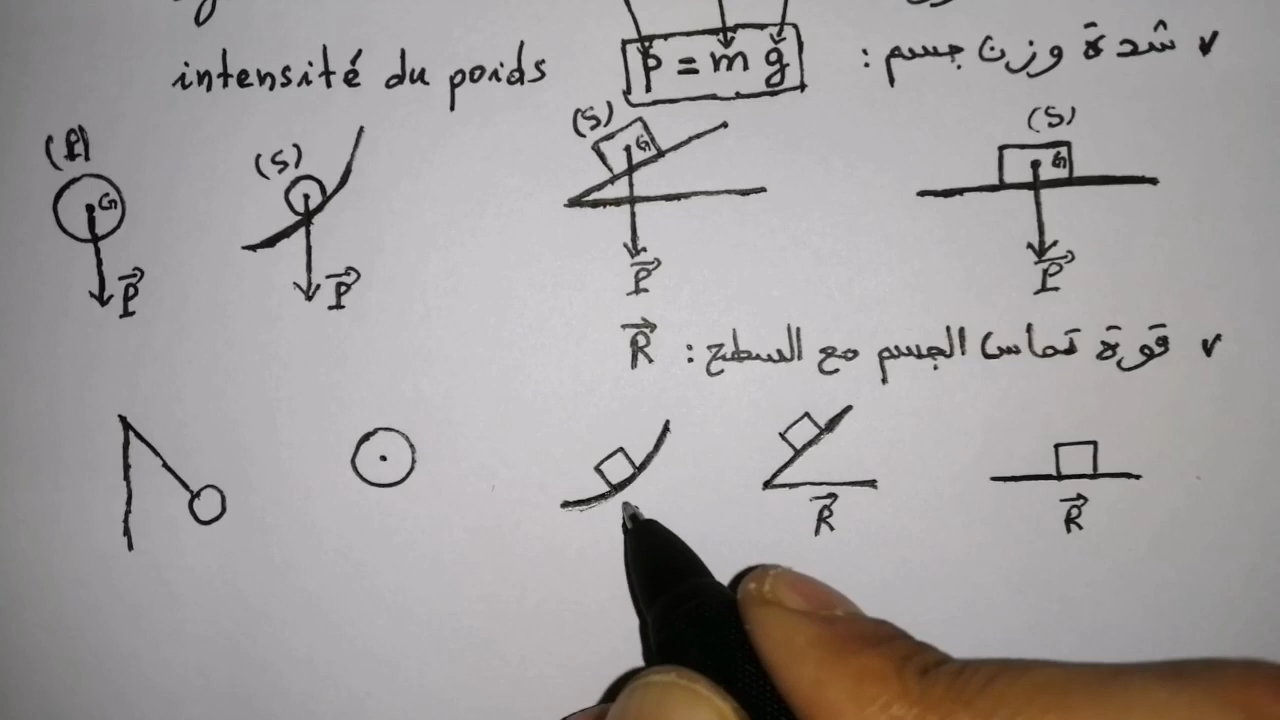 شدة وزن جسم : P = m g intensité du poids
(S) (S) (S) (P)
G G G
P⃗ P⃗ P⃗ P⃗
قوة تماس الجسم مع السطح : R⃗
R⃗ R⃗